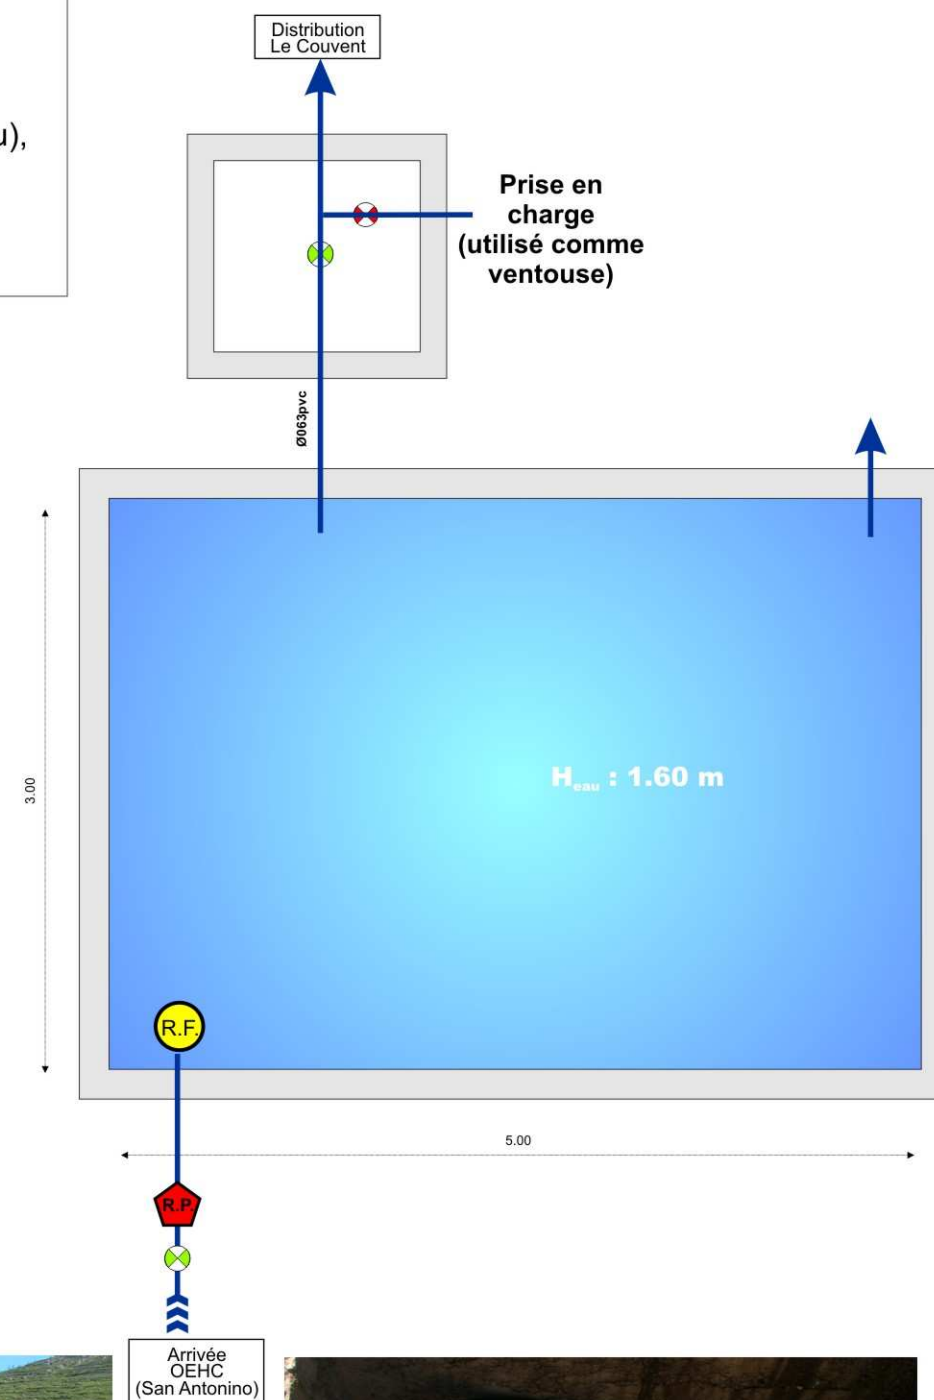 Distribution
Le Couvent
u),
Prise en
charge
(utilisé comme
ventouse)
Ø063pvc
3.00
H eau : 1.60 m
R.F.
5.00
R.P.
Arrivée
OEHC
(San Antonino)